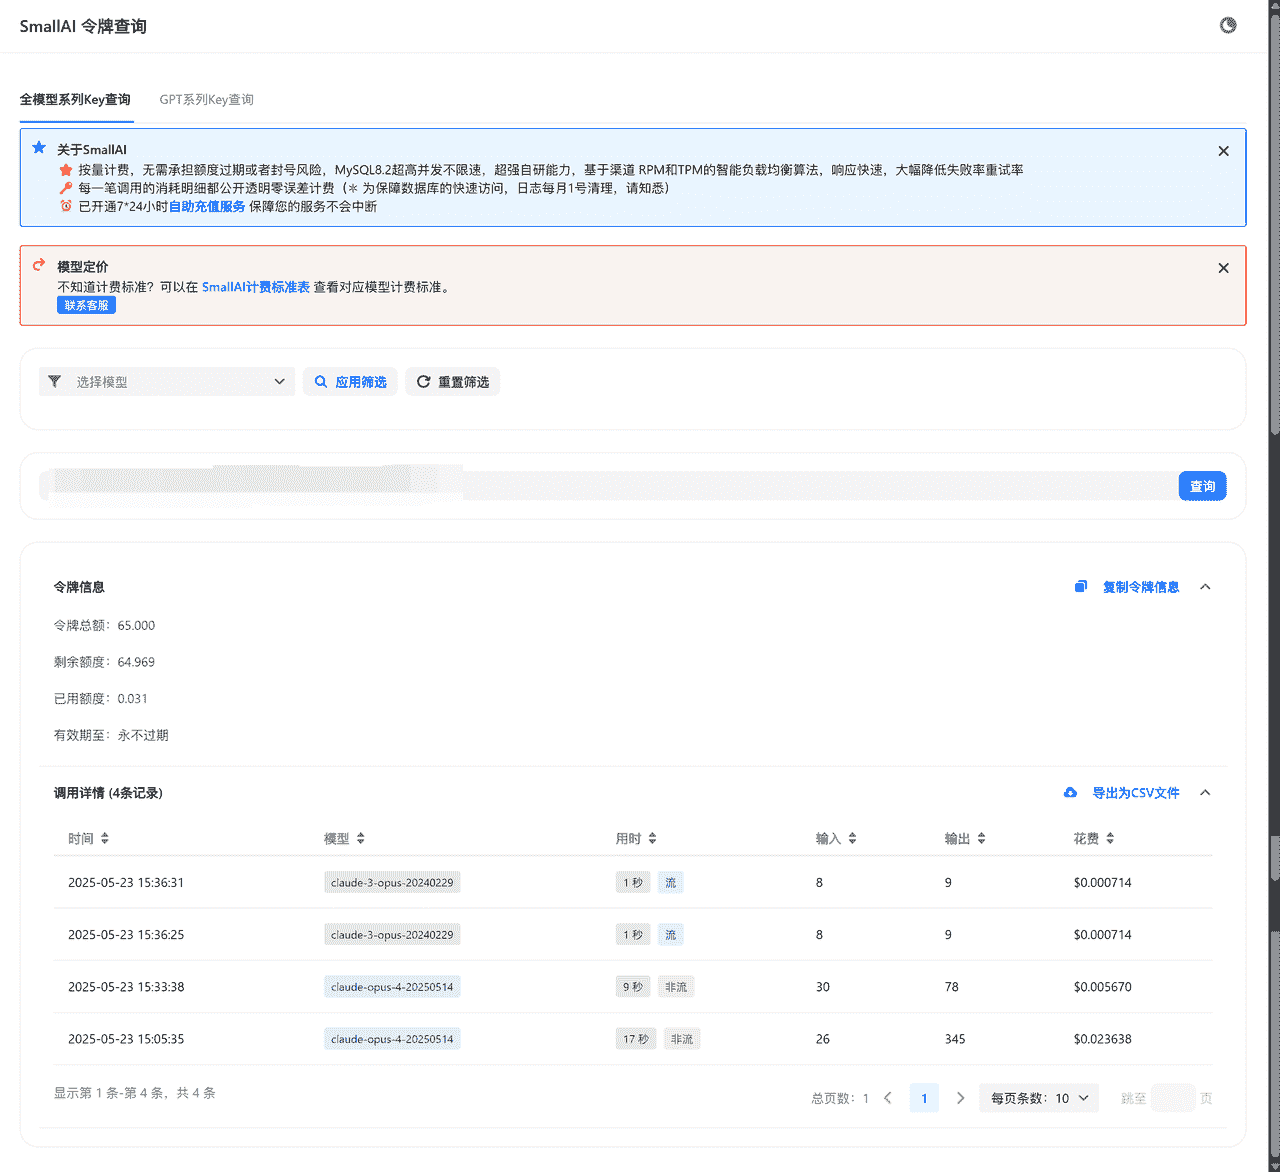 SmallAI 令牌查询
全模型系列Key查询 GPT系列Key查询
关于SmallAI
按量计费，无需承担额度过期或者封号风险，MySQL8.2超高并发不限速，超强自研能力，基于渠道 RPM和TPM的智能负载均衡算法，响应快速，大幅降低失败率重试率
每一笔调用的消耗明细都公开透明零误差计费（＊ 为保障数据库的快速访问，日志每月1号清理，请知悉）
已开通7*24小时自助充值服务 保障您的服务不会中断
模型定价
不知道计费标准？可以在 SmallAI计费标准表 查看对应模型计费标准。
联系客服
选择模型 应用筛选 重置筛选
查询
令牌信息 复制令牌信息
令牌总额：65.000
剩余额度：64.969
已用额度：0.031
有效期至：永不过期
调用详情 (4条记录) 导出为CSV文件
时间 模型 用时 输入 输出 花费
2025-05-23 15:36:31 claude-3-opus-20240229 1 秒 流 8 9 $0.000714
2025-05-23 15:36:25 claude-3-opus-20240229 1 秒 流 8 9 $0.000714
2025-05-23 15:33:38 claude-opus-4-20250514 9 秒 非流 30 78 $0.005670
2025-05-23 15:05:35 claude-opus-4-20250514 17 秒 非流 26 345 $0.023638
显示第 1 条-第 4 条，共 4 条 总页数：1 1 每页条数：10 跳至 页